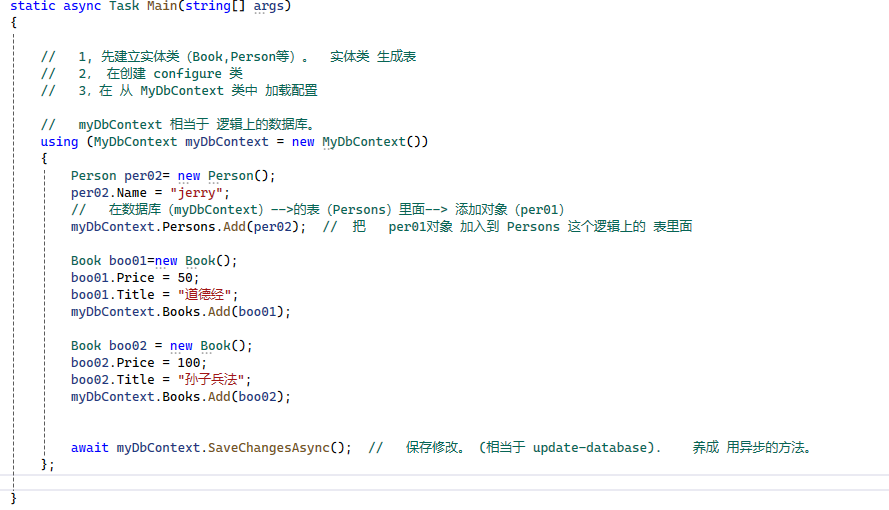 static async Task Main(string[] args)
{
//   1, 先建立实体类（Book,Person等）。  实体类 生成表
//   2， 在创建 configure 类
//   3，在 从 MyDbContext 类中 加载配置
//   myDbContext 相当于 逻辑上的数据库。
using (MyDbContext myDbContext = new MyDbContext())
{
Person per02= new Person();
per02.Name = "jerry";
//   在数据库（myDbContext）-->的表（Persons）里面--> 添加对象（per01）
myDbContext.Persons.Add(per02);  //  把   per01对象 加入到 Persons 这个逻辑上的 表里面
Book boo01=new Book();
boo01.Price = 50;
boo01.Title = "道德经";
myDbContext.Books.Add(boo01);
Book boo02 = new Book();
boo02.Price = 100;
boo02.Title = "孙子兵法";
myDbContext.Books.Add(boo02);
await myDbContext.SaveChangesAsync();  //   保存修改。（相当于 update-database).    养成 用异步的方法。
};
}